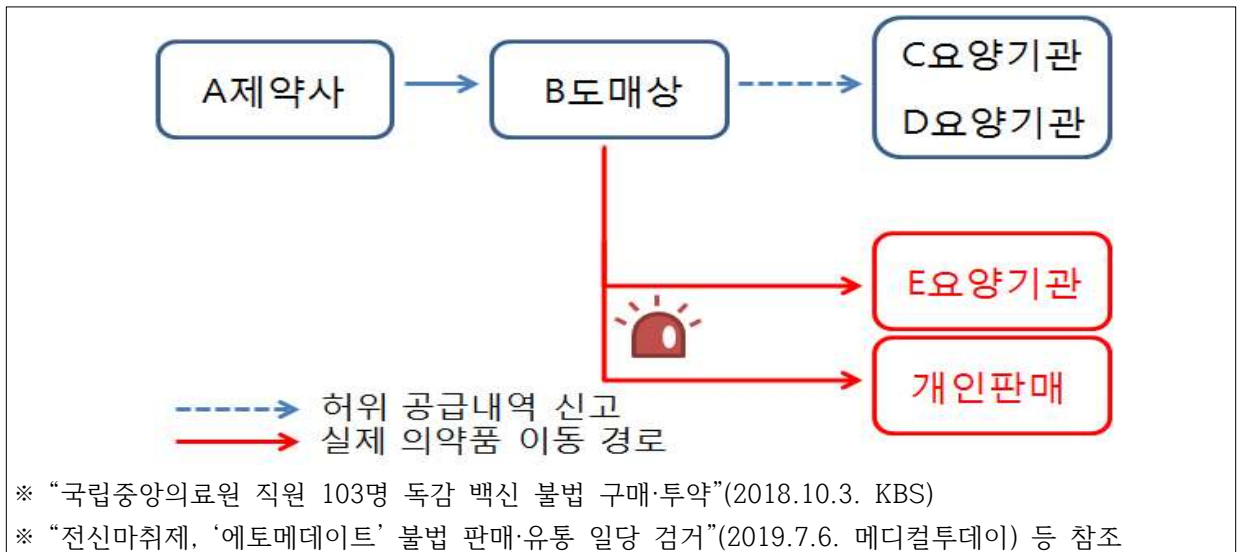 A제약사
B도매상
C요양기관
D요양기관
E요양기관
개인판매
허위 공급내역 신고
실제 의약품 이동 경로
※ “국립중앙의료원 직원 103명 독감 백신 불법 구매·투약”(2018.10.3. KBS)
※ “전신마취제, ‘에토메데이트’ 불법 판매·유통 일당 검거”(2019.7.6. 메디컬투데이) 등 참조